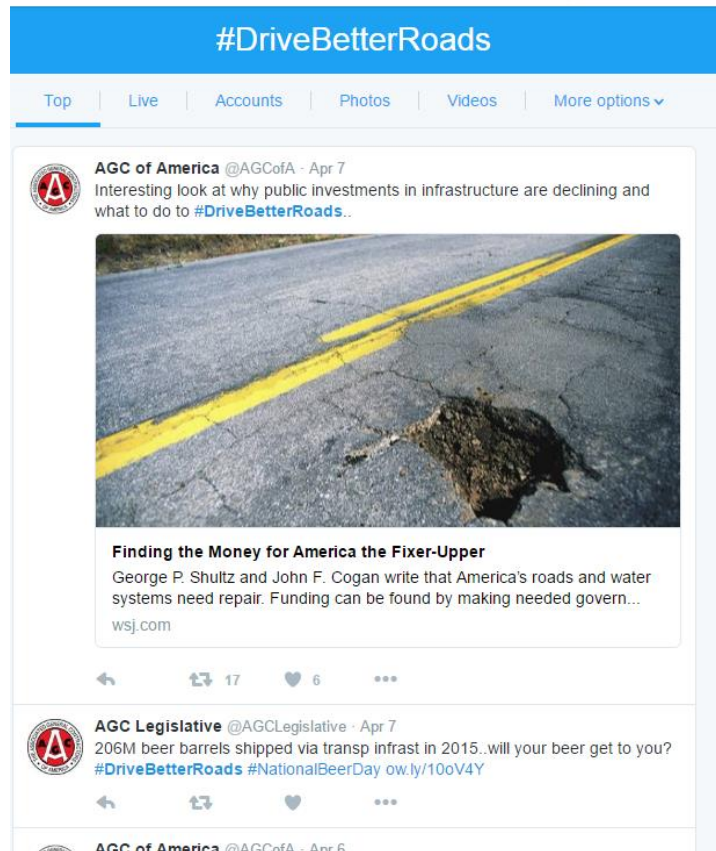 #DriveBetterRoads
Top Live Accounts Photos Videos More options
AGC of America @AGCofA · Apr 7
Interesting look at why public investments in infrastructure are declining and
what to do to #DriveBetterRoads..
Finding the Money for America the Fixer-Upper
George P. Shultz and John F. Cogan write that America's roads and water
systems need repair. Funding can be found by making needed govern...
wsj.com
17 6
AGC Legislative @AGCLegislative · Apr 7
206M beer barrels shipped via transp infrast in 2015..will your beer get to you?
#DriveBetterRoads #NationalBeerDay ow.ly/10oV4Y
AGC of America @AGCofA · Apr 6